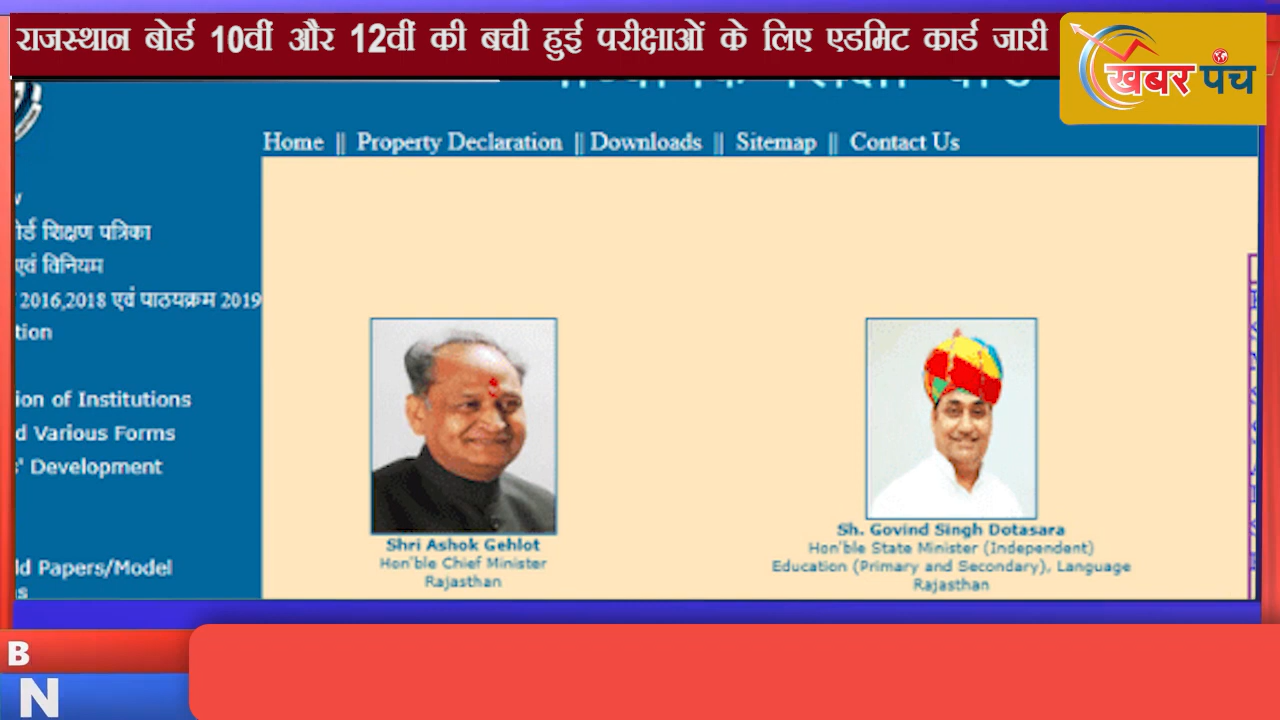 राजस्थान बोर्ड 10वीं और 12वीं की बची हुई परीक्षाओं के लिए एडमिट कार्ड जारी
खबर पंच
Home || Property Declaration || Downloads || Sitemap || Contact Us
र्ड शिक्षण पत्रिका
एवं विनियम
2016,2018 एवं पाठयक्रम 2019
tion
ion of Institutions
d Various Forms
s' Development
ld Papers/Model
s
Shri Ashok Gehlot
Hon'ble Chief Minister
Rajasthan
Sh. Govind Singh Dotasara
Hon'ble State Minister (Independent)
Education (Primary and Secondary), Language
Rajasthan
B
N